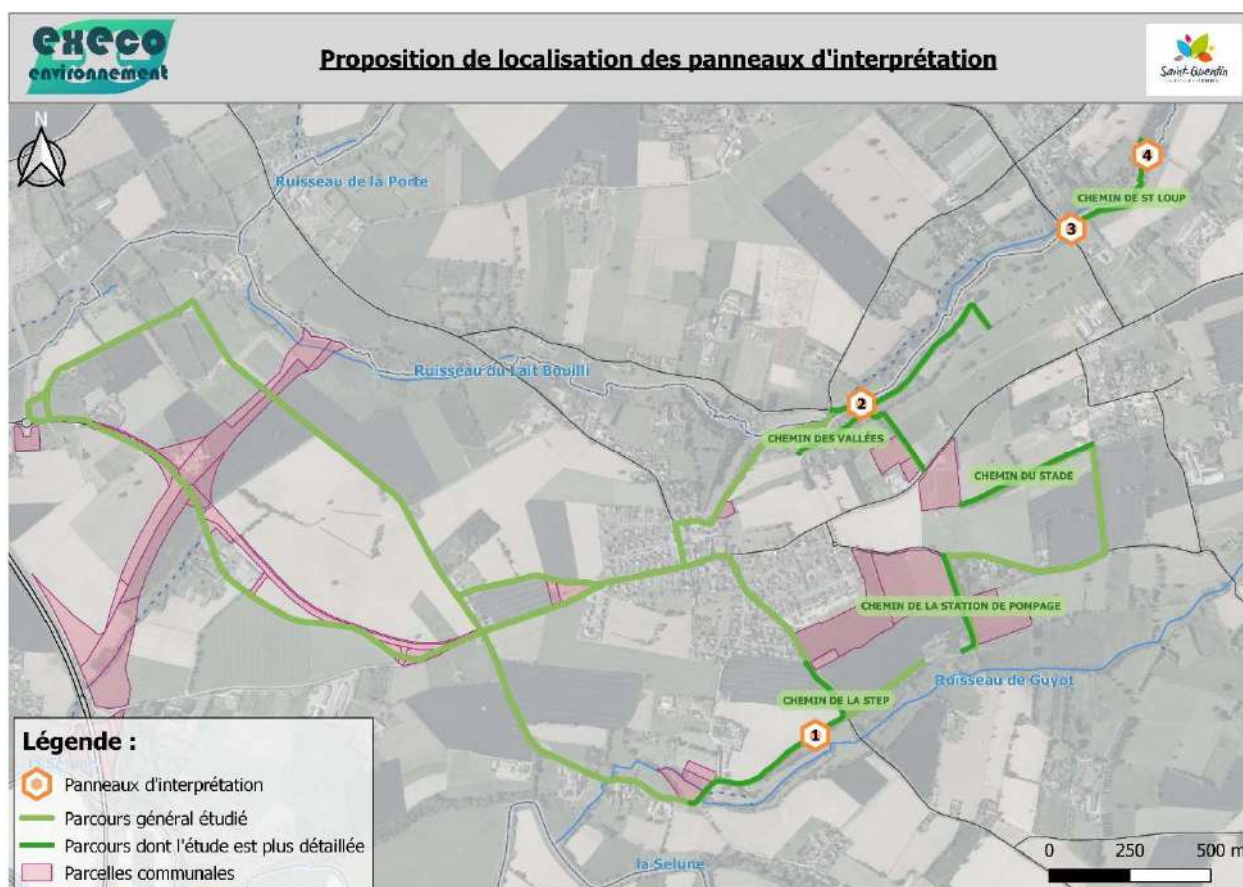 execo
environnement
Proposition de localisation des panneaux d'interprétation
Saint-Quentin
N
Ruisseau de la Porte
4
CHEMIN DE ST LOUP
3
Ruisseau du Lait Bouilli
2
CHEMIN DES VALLÉES
CHEMIN DU STADE
CHEMIN DE LA STATION DE POMPAGE
Ruisseau de Guyot
CHEMIN DE LA STEP
1
Légende :
Panneaux d'interprétation
Parcours général étudié
Parcours dont l'étude est plus détaillée
Parcelles communales
la Selune
0 250 500 m